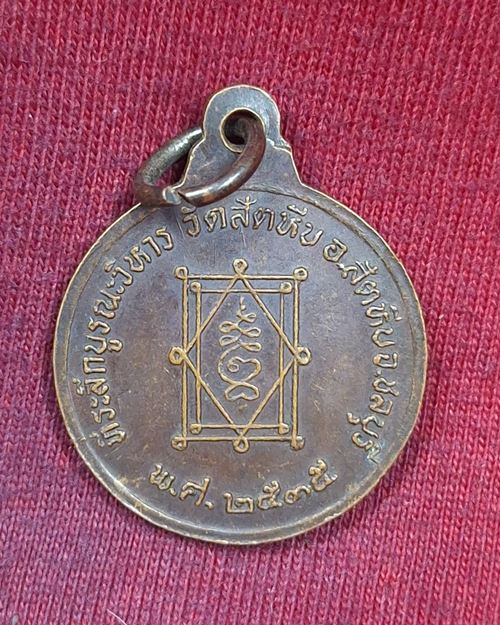 ที่ระลึกบูรณะวิหาร วัดสัตหีบ อ.สัตหีบ จ.ชลบุรี
พ.ศ. ๒๕๓๕